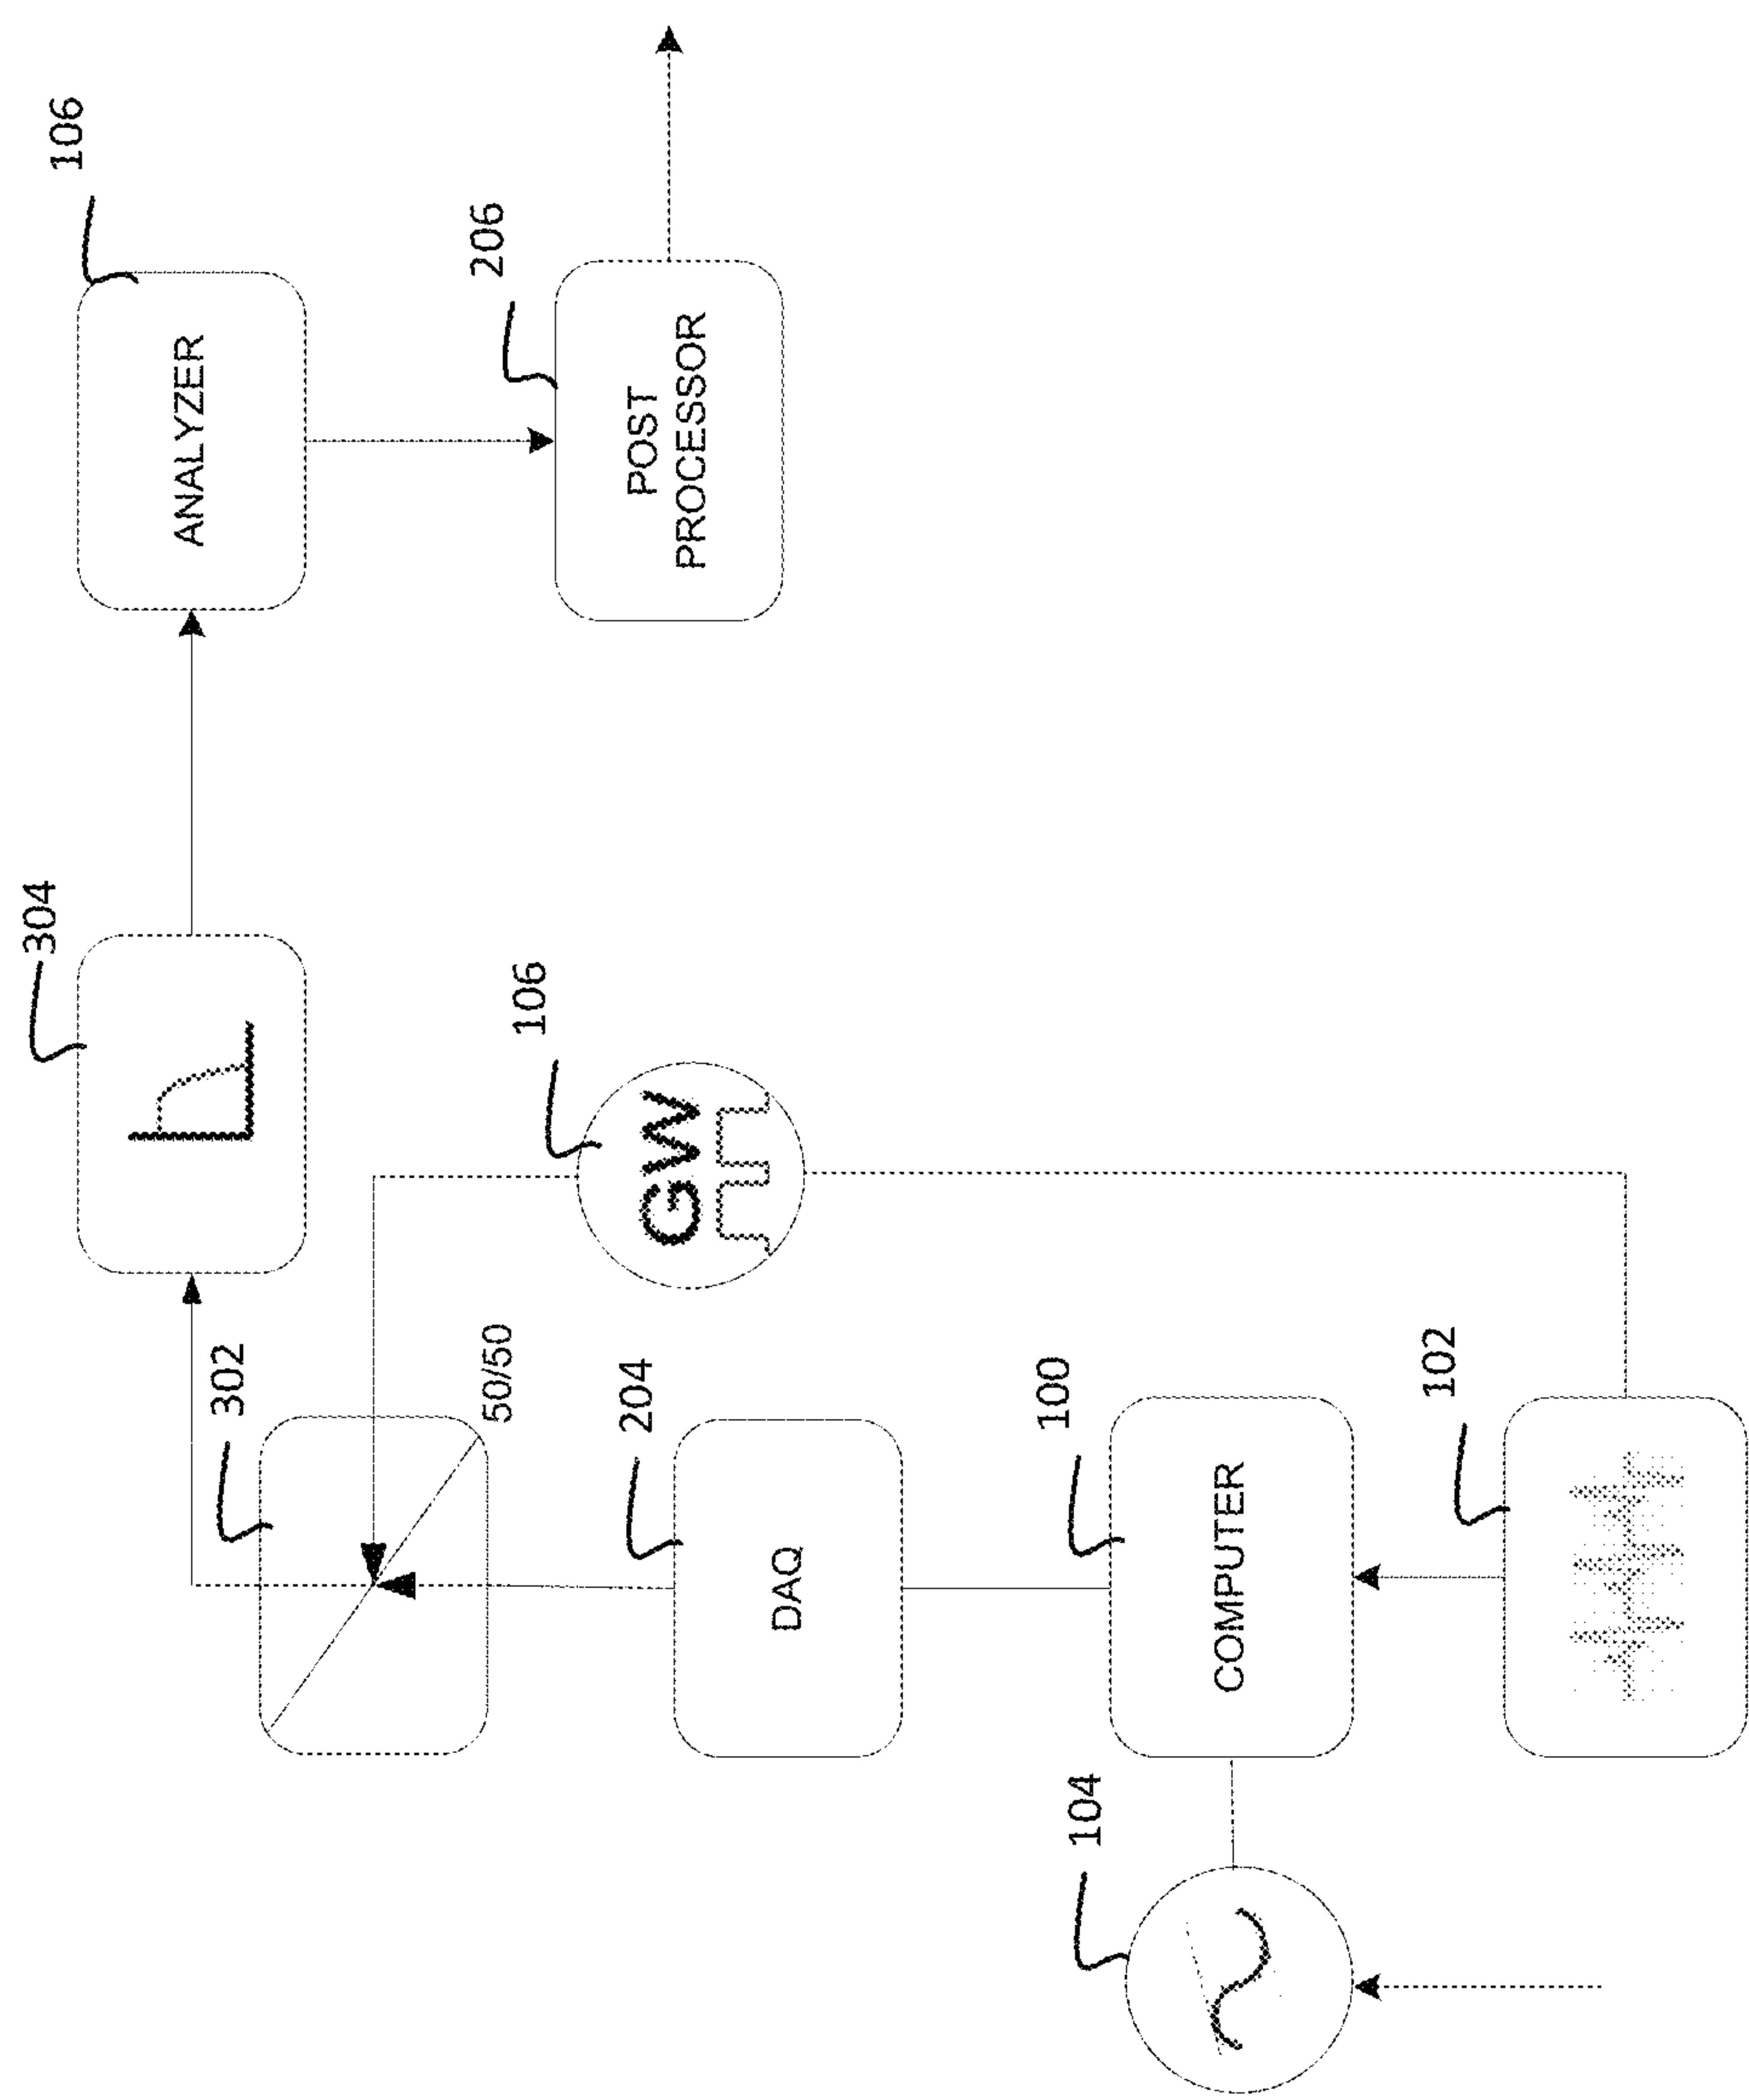 304
106
ANALYZER
302
50/50
206
106
204
POST
PROCESSOR
GW
DAQ
104
100
COMPUTER
102